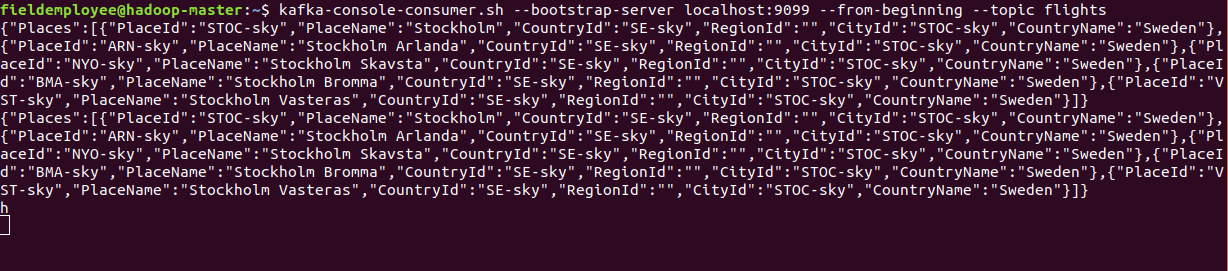 fieldemployee@hadoop-master:~$ kafka-console-consumer.sh --bootstrap-server localhost:9099 --from-beginning --topic flights
{"Places":[{"PlaceId":"STOC-sky","PlaceName":"Stockholm","CountryId":"SE-sky","RegionId":"","CityId":"STOC-sky","CountryName":"Sweden"},
{"PlaceId":"ARN-sky","PlaceName":"Stockholm Arlanda","CountryId":"SE-sky","RegionId":"","CityId":"STOC-sky","CountryName":"Sweden"},{"Pl
aceId":"NYO-sky","PlaceName":"Stockholm Skavsta","CountryId":"SE-sky","RegionId":"","CityId":"STOC-sky","CountryName":"Sweden"},{"PlaceI
d":"BMA-sky","PlaceName":"Stockholm Bromma","CountryId":"SE-sky","RegionId":"","CityId":"STOC-sky","CountryName":"Sweden"},{"PlaceId":"V
ST-sky","PlaceName":"Stockholm Vasteras","CountryId":"SE-sky","RegionId":"","CityId":"STOC-sky","CountryName":"Sweden"}]}
{"Places":[{"PlaceId":"STOC-sky","PlaceName":"Stockholm","CountryId":"SE-sky","RegionId":"","CityId":"STOC-sky","CountryName":"Sweden"},
{"PlaceId":"ARN-sky","PlaceName":"Stockholm Arlanda","CountryId":"SE-sky","RegionId":"","CityId":"STOC-sky","CountryName":"Sweden"},{"Pl
aceId":"NYO-sky","PlaceName":"Stockholm Skavsta","CountryId":"SE-sky","RegionId":"","CityId":"STOC-sky","CountryName":"Sweden"},{"PlaceI
d":"BMA-sky","PlaceName":"Stockholm Bromma","CountryId":"SE-sky","RegionId":"","CityId":"STOC-sky","CountryName":"Sweden"},{"PlaceId":"V
ST-sky","PlaceName":"Stockholm Vasteras","CountryId":"SE-sky","RegionId":"","CityId":"STOC-sky","CountryName":"Sweden"}]}
h